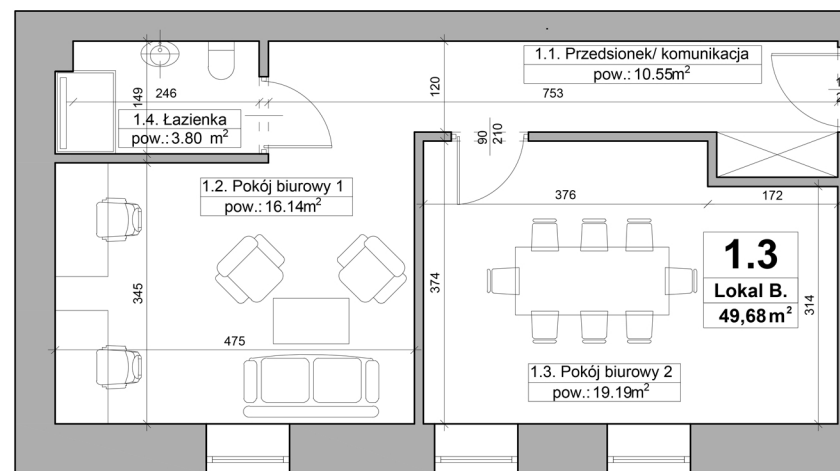 1.1. Przedsionek/ komunikacja
pow.: 10.55m²
246
149
120
753
1.4. Łazienka
pow.: 3.80 m²
90
210
1.2. Pokój biurowy 1
pow.: 16.14m²
376
172
1.3
Lokal B.
49,68 m²
345
374
314
475
1.3. Pokój biurowy 2
pow.: 19.19m²